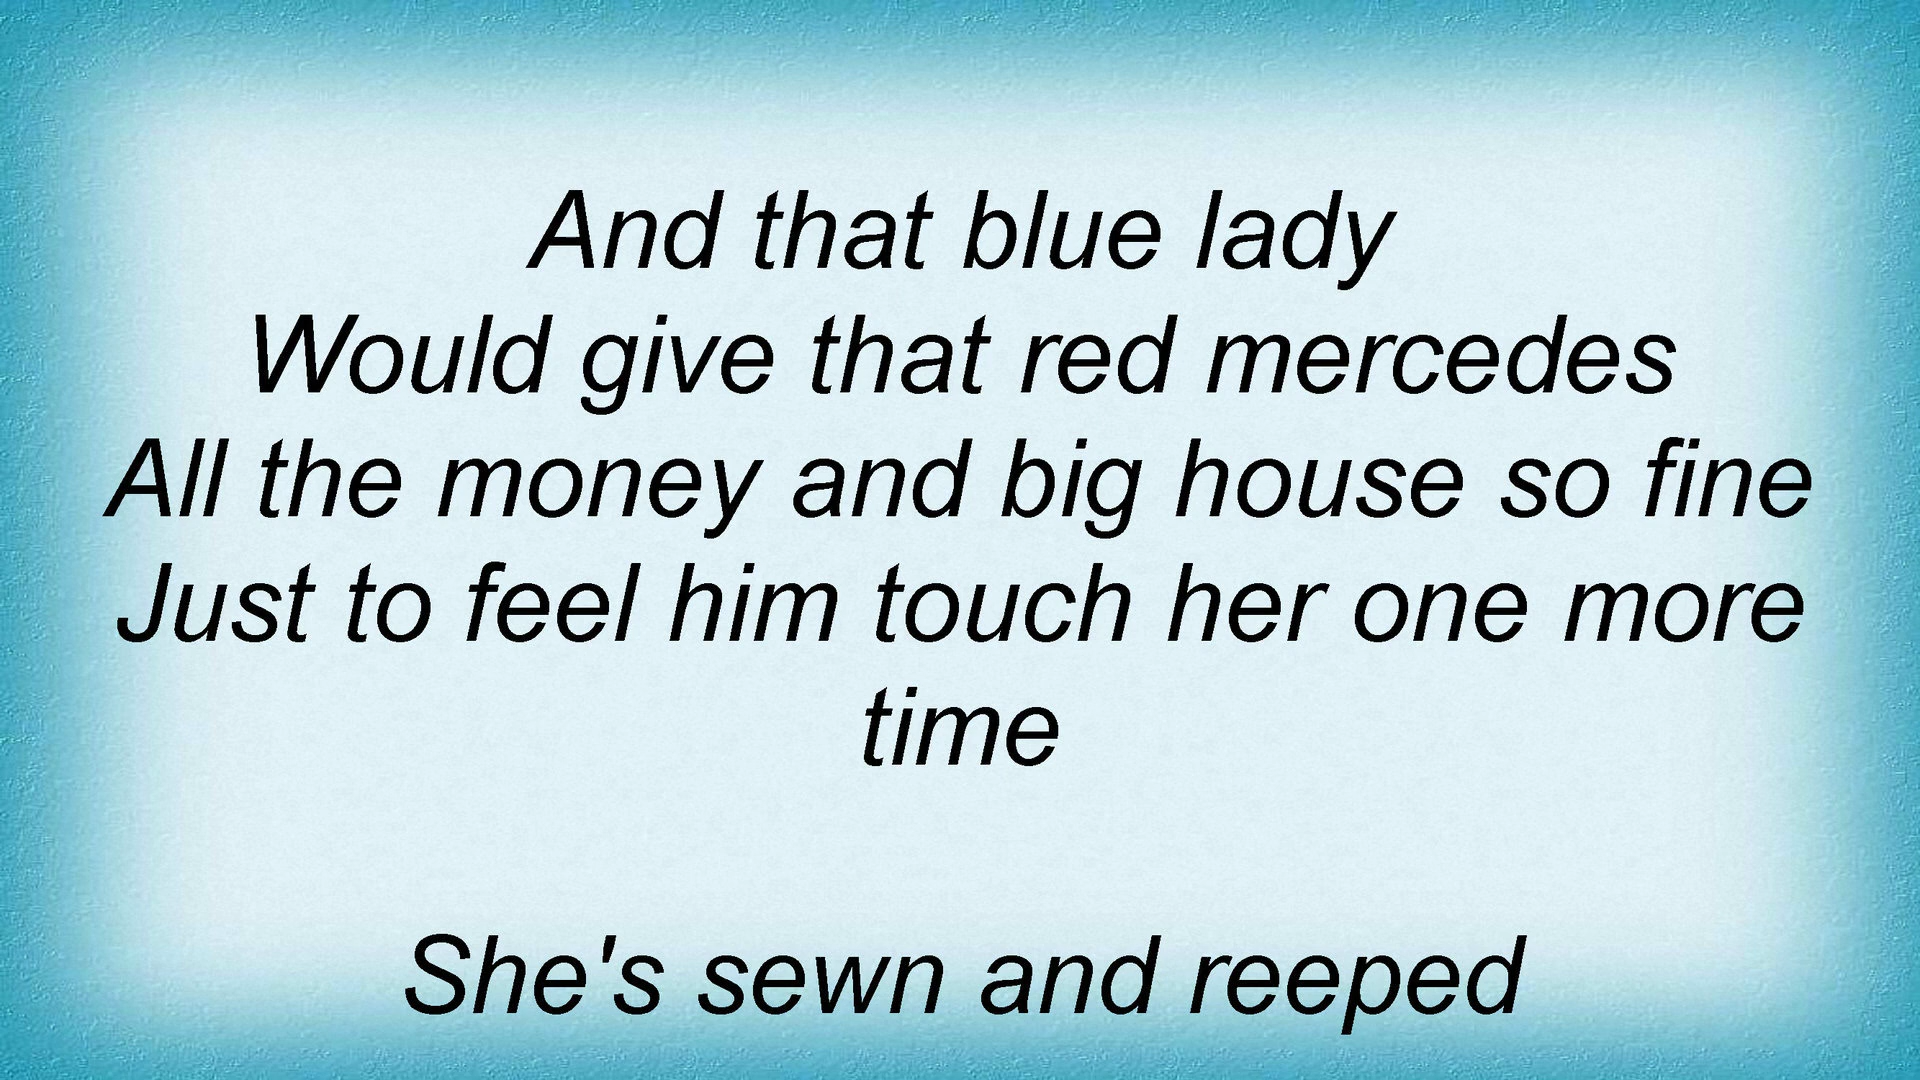 And that blue lady
Would give that red mercedes
All the money and big house so fine
Just to feel him touch her one more
time
She's sewn and reeped